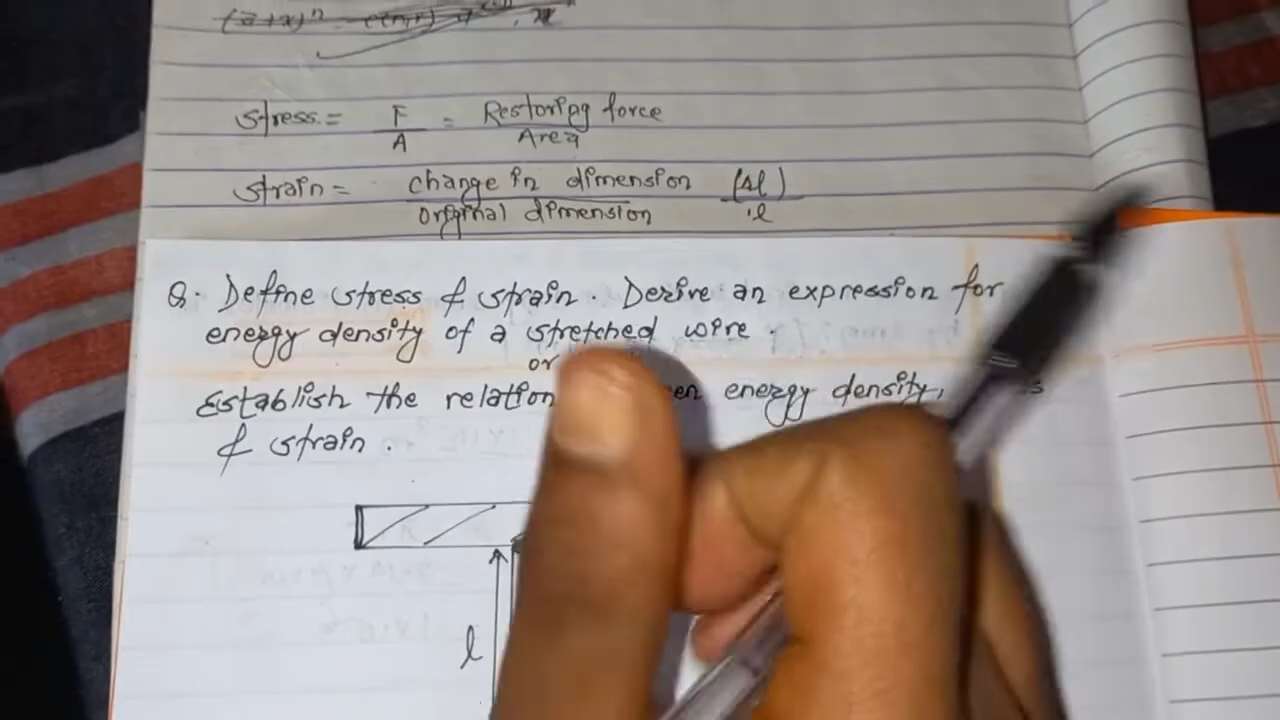 stress = F/A = Restoring force / Area
strain = change in dimension / original dimension (Δl) / l
Q. Define stress & strain. Derive an expression for
energy density of a stretched wire.
or
Establish the relation energy density,
& strain.
l